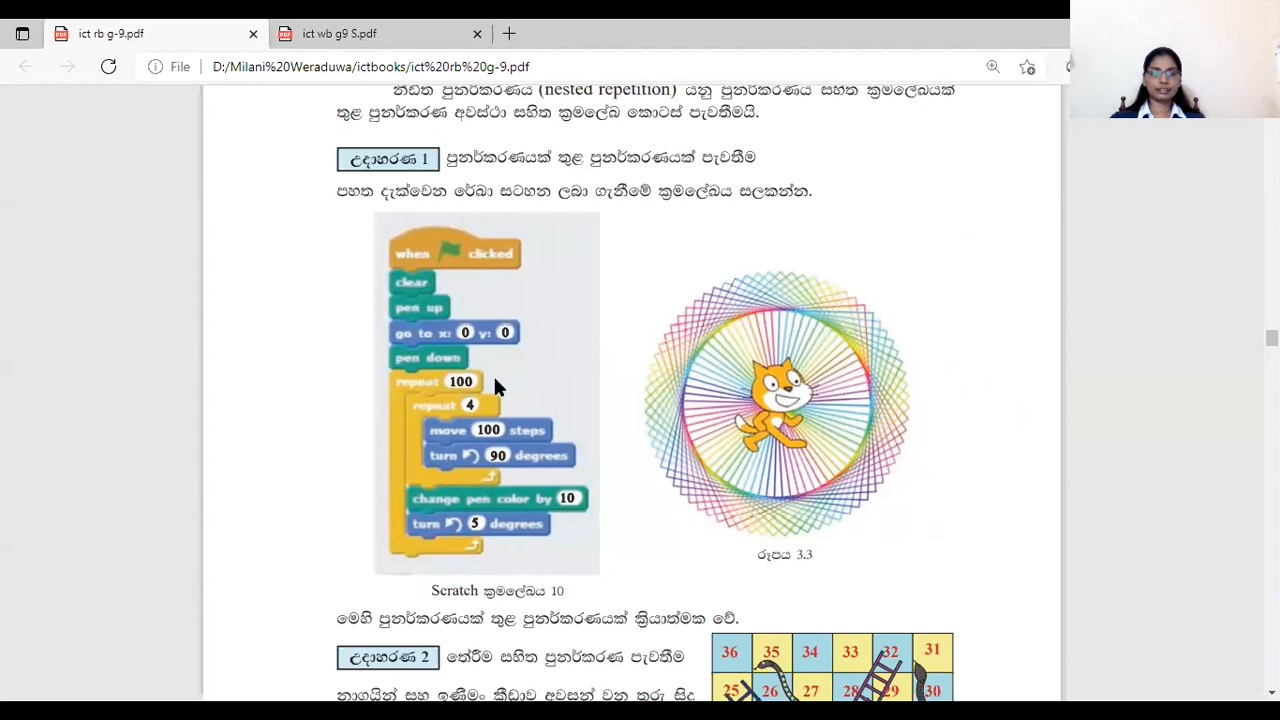 ict rb g-9.pdf
ict wb g9 S.pdf
File D:/Milani%20Weraduwa/ictbooks/ict%20rb%20g-9.pdf
නීඩිත පුනර්කරණය (nested repetition) යනු පුනර්කරණය සහිත ක්‍රමලේඛයක්
තුළ පුනර්කරණ අවස්ථා සහිත ක්‍රමලේඛ කොටස් පැවතීමයි.
උදාහරණ 1 පුනර්කරණයක් තුළ පුනර්කරණයක් පැවතීම
පහත දැක්වෙන රේඛා සටහන ලබා ගැනීමේ ක්‍රමලේඛය සලකන්න.
when clicked
clear
pen up
go to x: 0 y: 0
pen down
repeat 100
repeat 4
move 100 steps
turn 90 degrees
change pen color by 10
turn 5 degrees
රූපය 3.3
Scratch ක්‍රමලේඛය 10
මෙහි පුනර්කරණයක් තුළ පුනර්කරණයක් ක්‍රියාත්මක වේ.
උදාහරණ 2 තේරීම සහිත පුනර්කරණ පැවතීම
36 35 34 33 32 31
නාගයින් සහ ඉණිමං ක්‍රීඩාව අවසන් වන තුරු සිදු
25 26 27 28 29 30